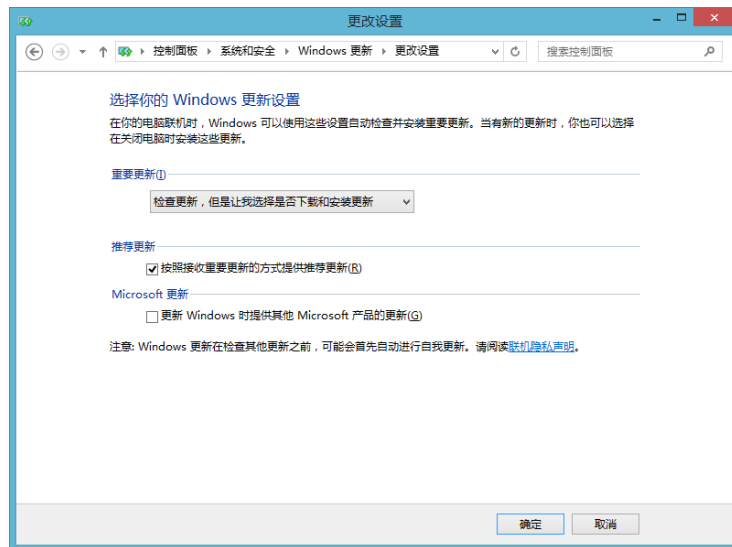 更改设置
控制面板 系统和安全 Windows 更新 更改设置
搜索控制面板
选择你的 Windows 更新设置
在你的电脑联机时，Windows 可以使用这些设置自动检查并安装重要更新。当有新的更新时，你也可以选择
在关闭电脑时安装这些更新。
重要更新(I)
检查更新，但是让我选择是否下载和安装更新
推荐更新
按照接收重要更新的方式提供推荐更新(R)
Microsoft 更新
更新 Windows 时提供其他 Microsoft 产品的更新(G)
注意: Windows 更新在检查其他更新之前，可能会首先自动进行自我更新。请阅读联机隐私声明。
确定
取消